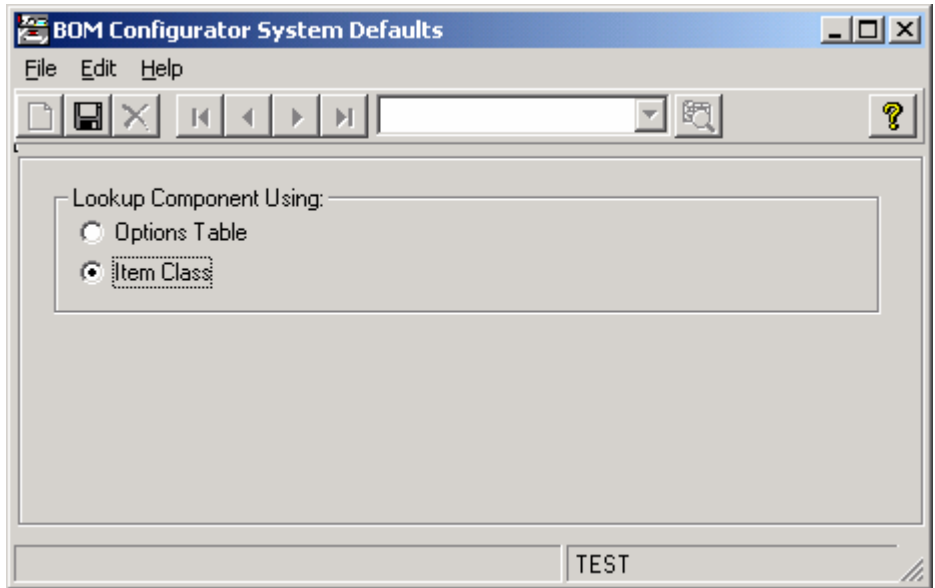 BOM Configurator System Defaults
File Edit Help
Lookup Component Using:
Options Table
Item Class
TEST